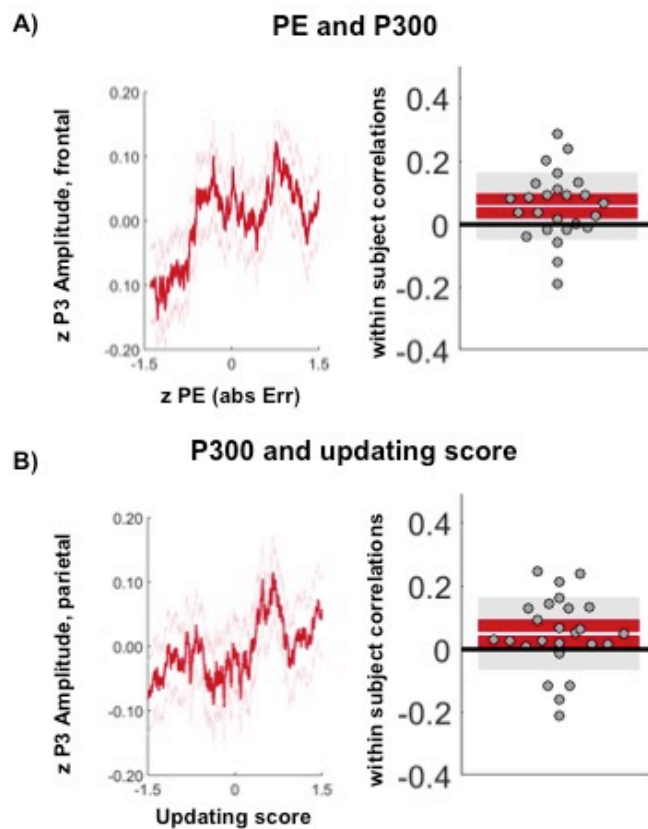 A)
PE and P300
z P3 Amplitude, frontal
0.20
0.10
0.00
0.10
-0.20
-1.5 0 1.5
z PE (abs Err)
within subject correlations
0.4
0.2
0
-0.2
-0.4
B)
P300 and updating score
z P3 Amplitude, parietal
0.20
0.10
-0.00
-0.10
-0.20
-1.5 0 1.5
Updating score
within subject correlations
0.4
0.2
0
-0.2
-0.4